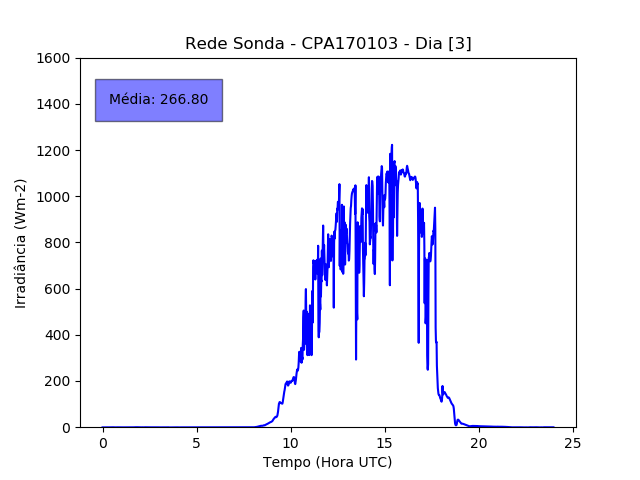 Rede Sonda - CPA170103 - Dia [3]
1600
1400
1200
1000
800
600
400
200
0
Irradiância (Wm-2)
Média: 266.80
0 5 10 15 20 25
Tempo (Hora UTC)